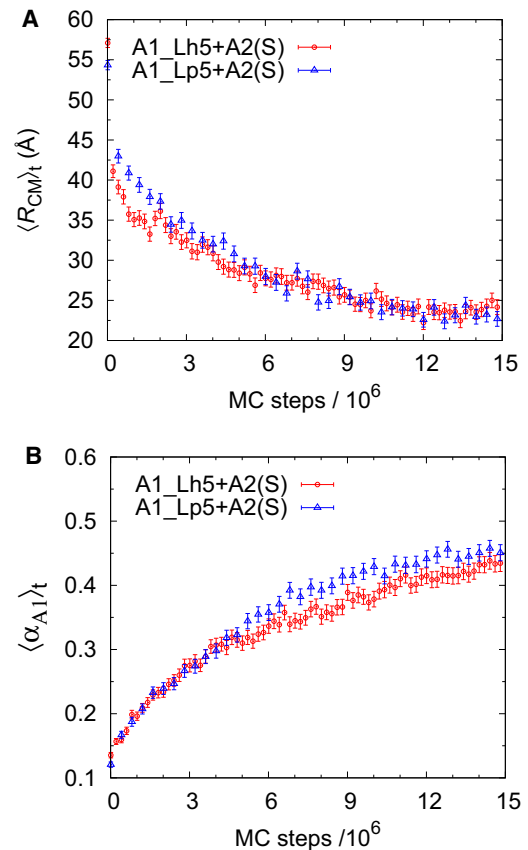 A
60
55
50
45
40
35
30
25
20
⟨R_CM⟩_t (Å)
A1_Lh5+A2(S)
A1_Lp5+A2(S)
0 3 6 9 12 15
MC steps / 10^6
B
0.6
0.5
0.4
0.3
0.2
0.1
⟨α_A1⟩_t
A1_Lh5+A2(S)
A1_Lp5+A2(S)
0 3 6 9 12 15
MC steps /10^6